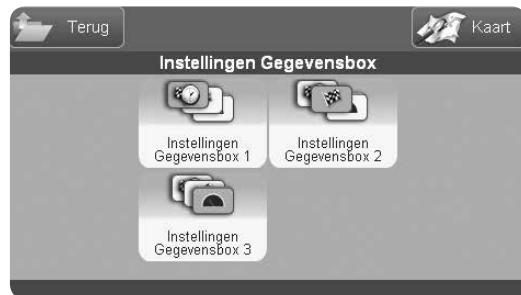 Terug
Kaart
Instellingen Gegevensbox
Instellingen
Gegevensbox 1
Instellingen
Gegevensbox 2
Instellingen
Gegevensbox 3